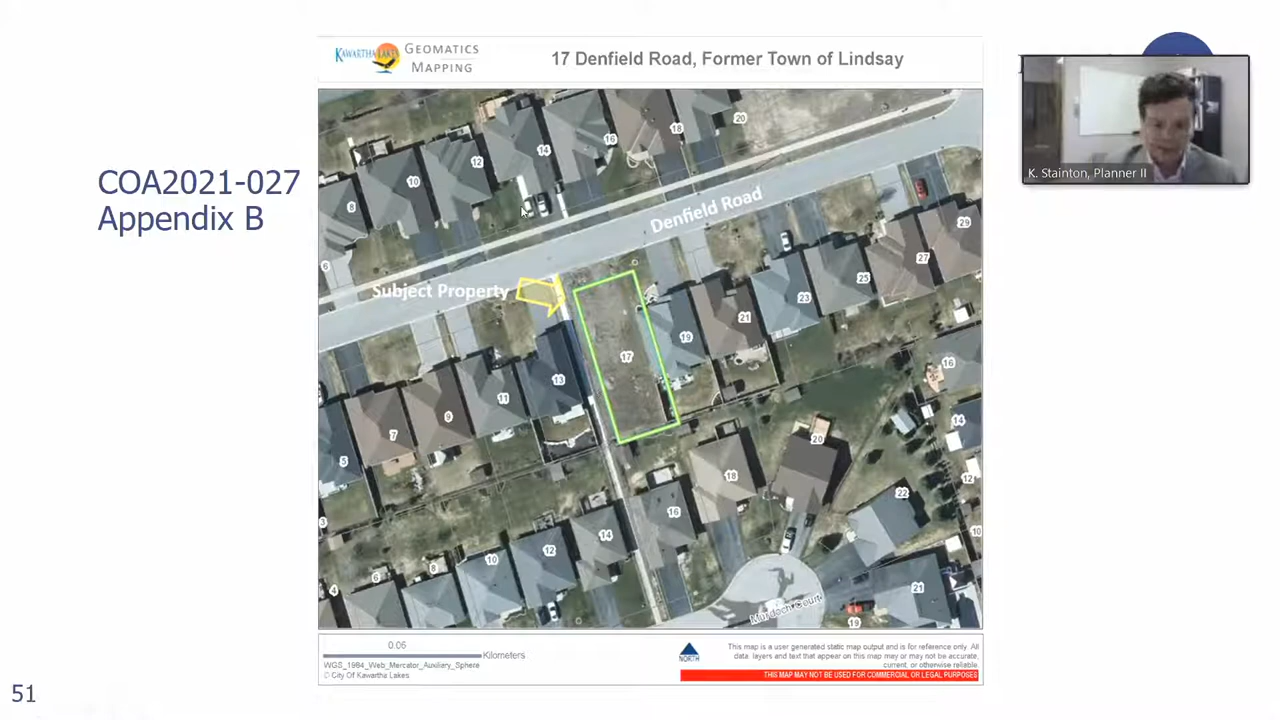 KAWARTHA LAKES
GEOMATICS
MAPPING
17 Denfield Road, Former Town of Lindsay
K. Stainton, Planner II
COA2021-027
Appendix B
20
18
16
14
12
10
8
6
Denfield Road
Subject Property
29
27
25
23
21
19
17
13
11
9
7
5
3
16
14
12
10
20
18
22
16
14
12
10
8
6
4
21
19
Murdoch Court
0.06
Kilometers
WGS_1984_Web_Mercator_Auxiliary_Sphere
© City Of Kawartha Lakes
NORTH
This map is a user generated static map output and is for reference only. All
data, layers and text that appear on this map may or may not be accurate,
current, or otherwise reliable.
THIS MAP MAY NOT BE USED FOR COMMERCIAL OR LEGAL PURPOSES
51